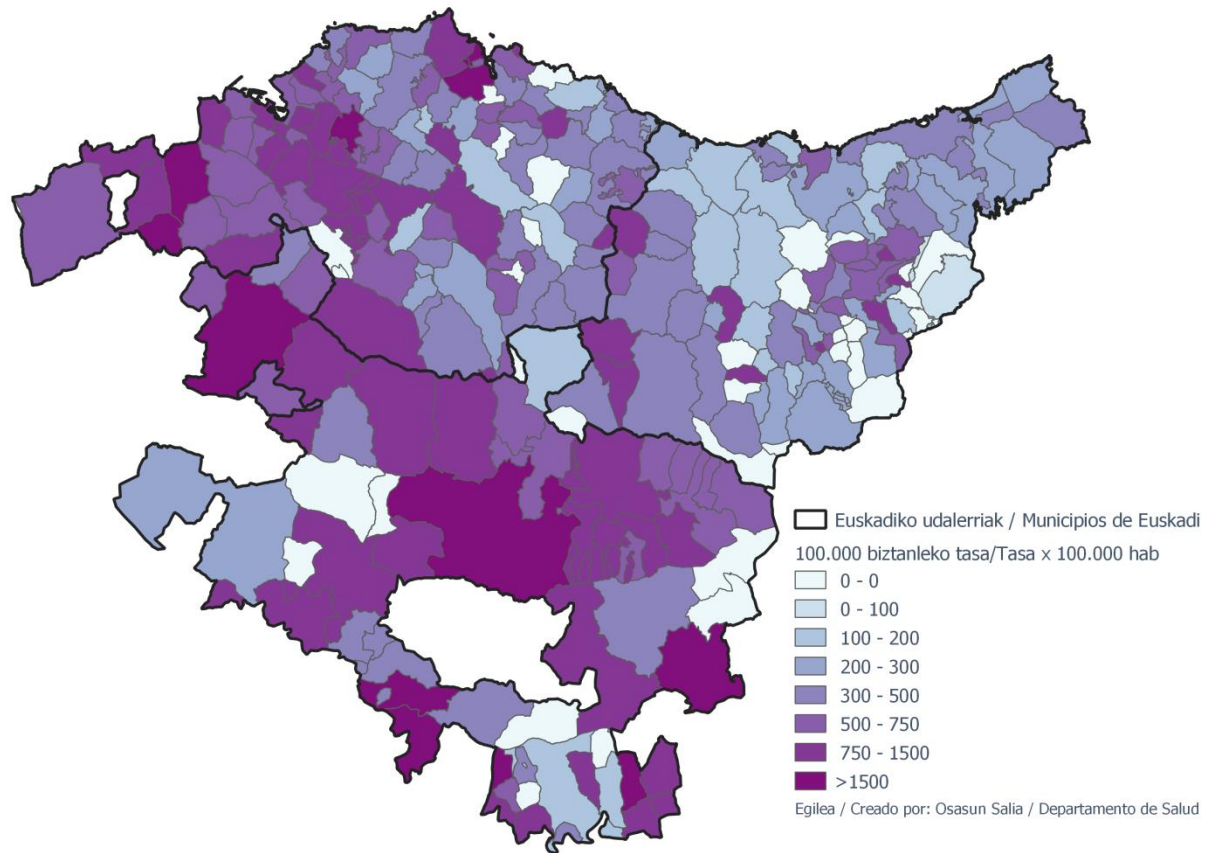 Euskadiko udalerriak / Municipios de Euskadi
100.000 biztanleko tasa/Tasa x 100.000 hab
0 - 0
0 - 100
100 - 200
200 - 300
300 - 500
500 - 750
750 - 1500
>1500
Egilea / Creado por: Osasun Salia / Departamento de Salud